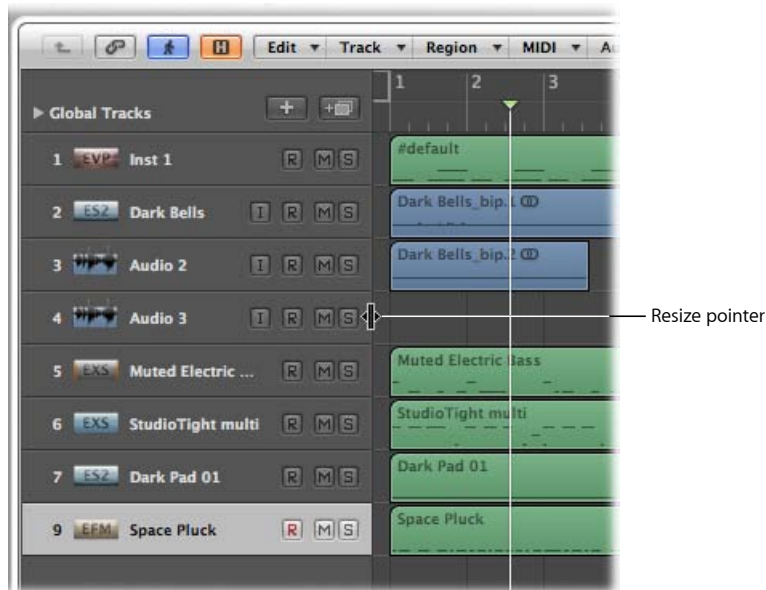 H Edit Track Region MIDI Au
Global Tracks + + 1 2 3
1 EVP Inst 1 R M S #default
2 ES2 Dark Bells I R M S Dark Bells_bip.1
3 Audio 2 I R M S Dark Bells_bip.2
4 Audio 3 I R M S Resize pointer
5 EXS Muted Electric ... R M S Muted Electric Bass
6 EXS StudioTight multi R M S StudioTight multi
7 ES2 Dark Pad 01 R M S Dark Pad 01
9 EFM Space Pluck R M S Space Pluck